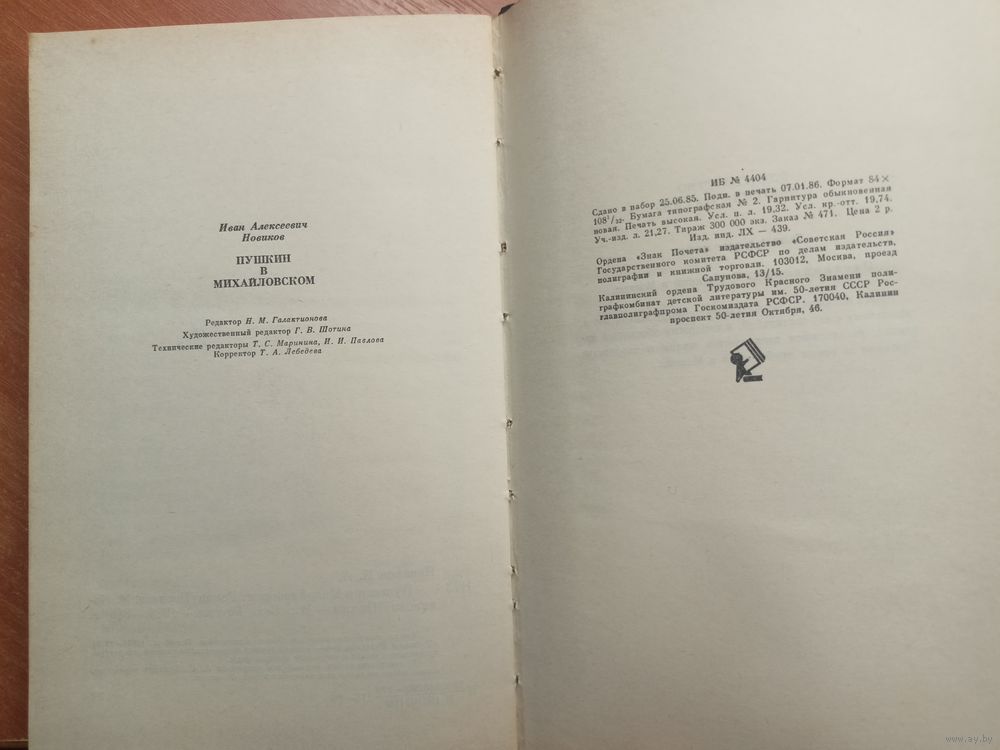 Иван Алексеевич
Новиков
ПУШКИН
В
МИХАЙЛОВСКОМ
Редактор Н. М. Галактионова
Художественный редактор Г. В. Шотина
Технические редакторы Т. С. Маринина, И. И. Павлова
Корректор Т. А. Лебедева
ИБ № 4404
Сдано в набор 25.06.85. Подп. в печать 07.01.86. Формат 84×
108¹/₃₂. Бумага типографская № 2. Гарнитура обыкновенная
новая. Печать высокая. Усл. п. л. 19,32. Усл. кр.-отт. 19,74.
Уч.-изд. л. 21,27. Тираж 300 000 экз. Заказ № 471. Цена 2 р.
Изд. инд. ЛХ — 439.
Ордена «Знак Почета» издательство «Советская Россия»
Государственного комитета РСФСР по делам издательств,
полиграфии и книжной торговли. 103012, Москва, проезд
Сапунова, 13/15.
Калининский ордена Трудового Красного Знамени поли-
графкомбинат детской литературы им. 50-летия СССР Рос-
главполиграфпрома Госкомиздата РСФСР. 170040, Калинин
проспект 50-летия Октября, 46.
www.ay.by